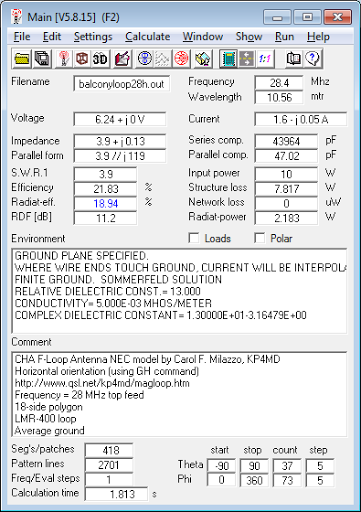 Main [V5.8.15] (F2)
File Edit Settings Calculate Window Show Run Help
3D 1:1
Filename balconyloop28h.out Frequency 28.4 Mhz
Wavelength 10.56 mtr
Voltage 6.24 + j 0 V Current 1.6 - j 0.05 A
Impedance 3.9 + j 0.13 Series comp. 43964 pF
Parallel form 3.9 // j 119 Parallel comp. 47.02 pF
S.W.R.1 3.9 Input power 10 W
Efficiency 21.83 % Structure loss 7.817 W
Radiat-eff. 18.94 % Network loss 0 uW
RDF [dB] 11.2 Radiat-power 2.183 W
Environment Loads Polar
GROUND PLANE SPECIFIED.
WHERE WIRE ENDS TOUCH GROUND, CURRENT WILL BE INTERPOLA
FINITE GROUND. SOMMERFELD SOLUTION
RELATIVE DIELECTRIC CONST.= 13.000
CONDUCTIVITY= 5.000E-03 MHOS/METER
COMPLEX DIELECTRIC CONSTANT= 1.30000E+01-3.16479E+00
Comment
CHA F-Loop Antenna NEC model by Carol F. Milazzo, KP4MD
Horizontal orientation (using GH command)
http://www.qsl.net/kp4md/magloop.htm
Frequency = 28 MHz top feed
18-side polygon
LMR-400 loop
Average ground
Seg's/patches 418 start stop count step
Pattern lines 2701 Theta -90 90 37 5
Freq/Eval steps 1 Phi 0 360 73 5
Calculation time 1.813 s